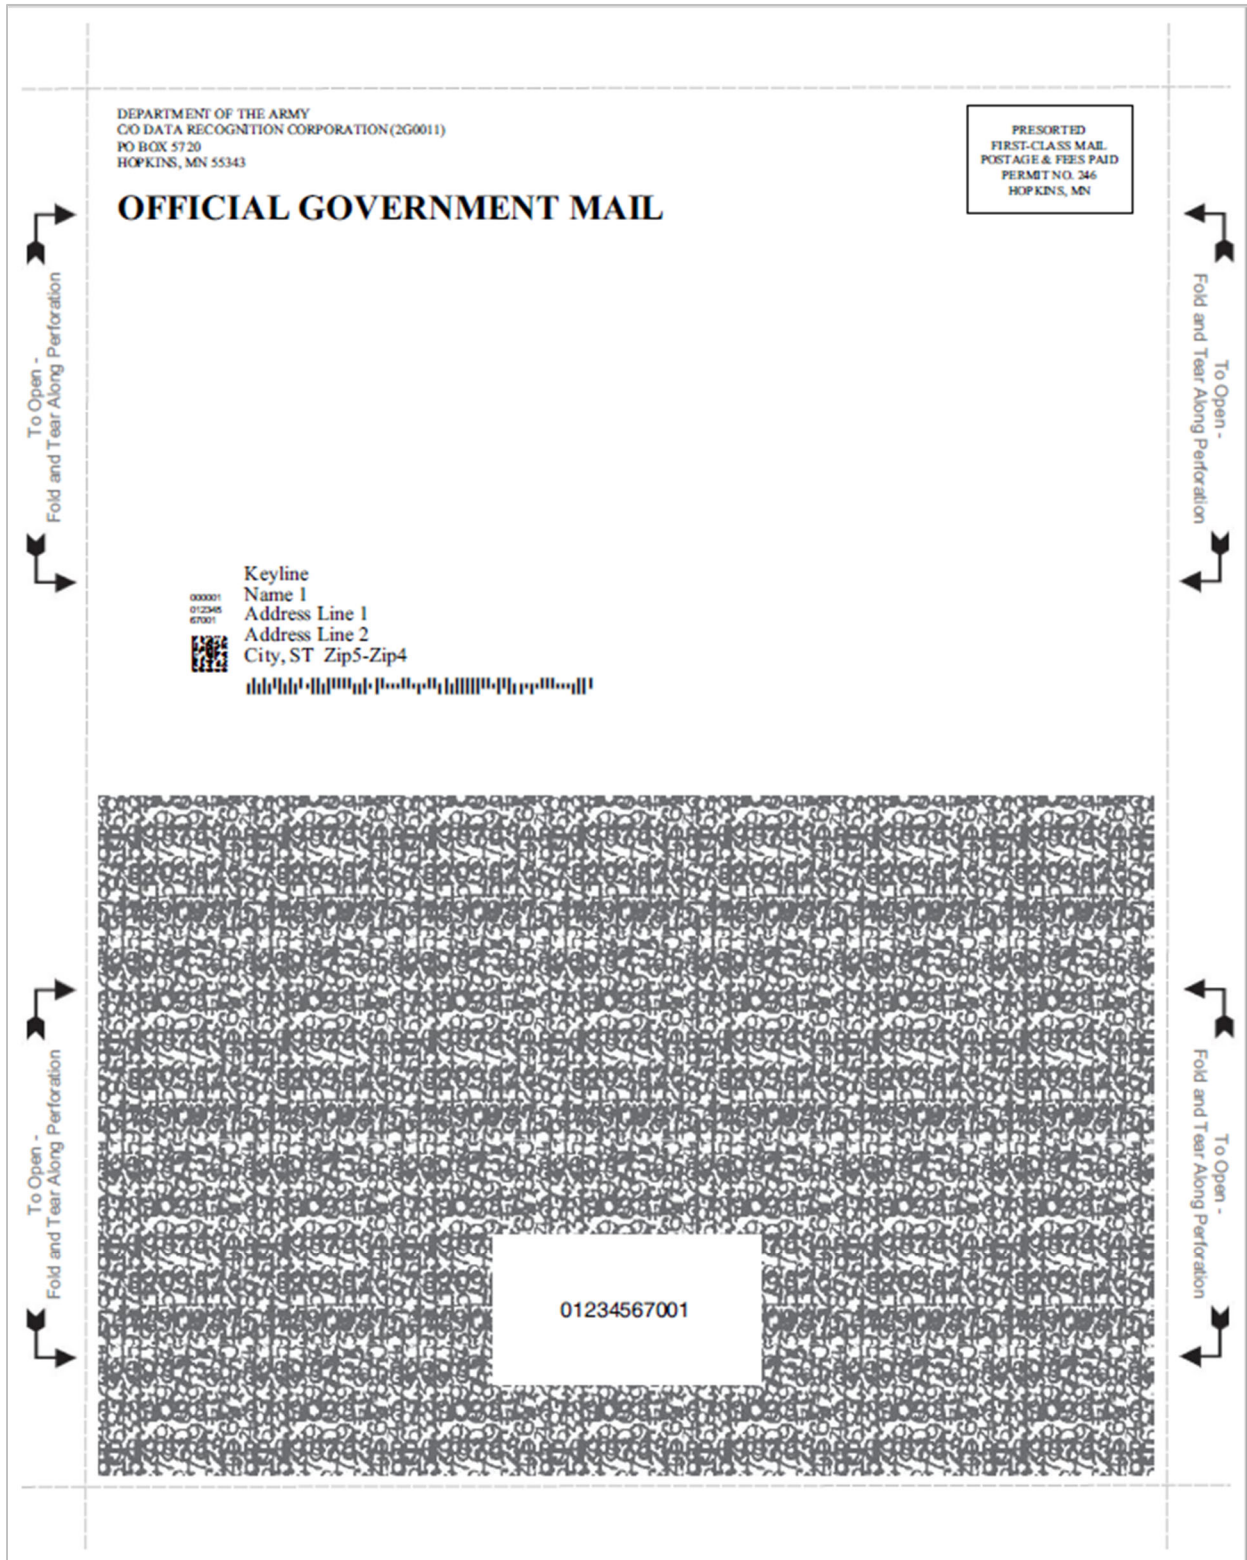 DEPARTMENT OF THE ARMY
C/O DATA RECOGNITION CORPORATION (2G0011)
PO BOX 5720
HOPKINS, MN 55343
OFFICIAL GOVERNMENT MAIL
PRESORTED
FIRST-CLASS MAIL
POSTAGE & FEES PAID
PERMIT NO. 246
HOPKINS, MN
To Open -
Fold and Tear Along Perforation
To Open -
Fold and Tear Along Perforation
000001
012345
67001
Keyline
Name 1
Address Line 1
Address Line 2
City, ST Zip5-Zip4
To Open -
Fold and Tear Along Perforation
To Open -
Fold and Tear Along Perforation
01234567001